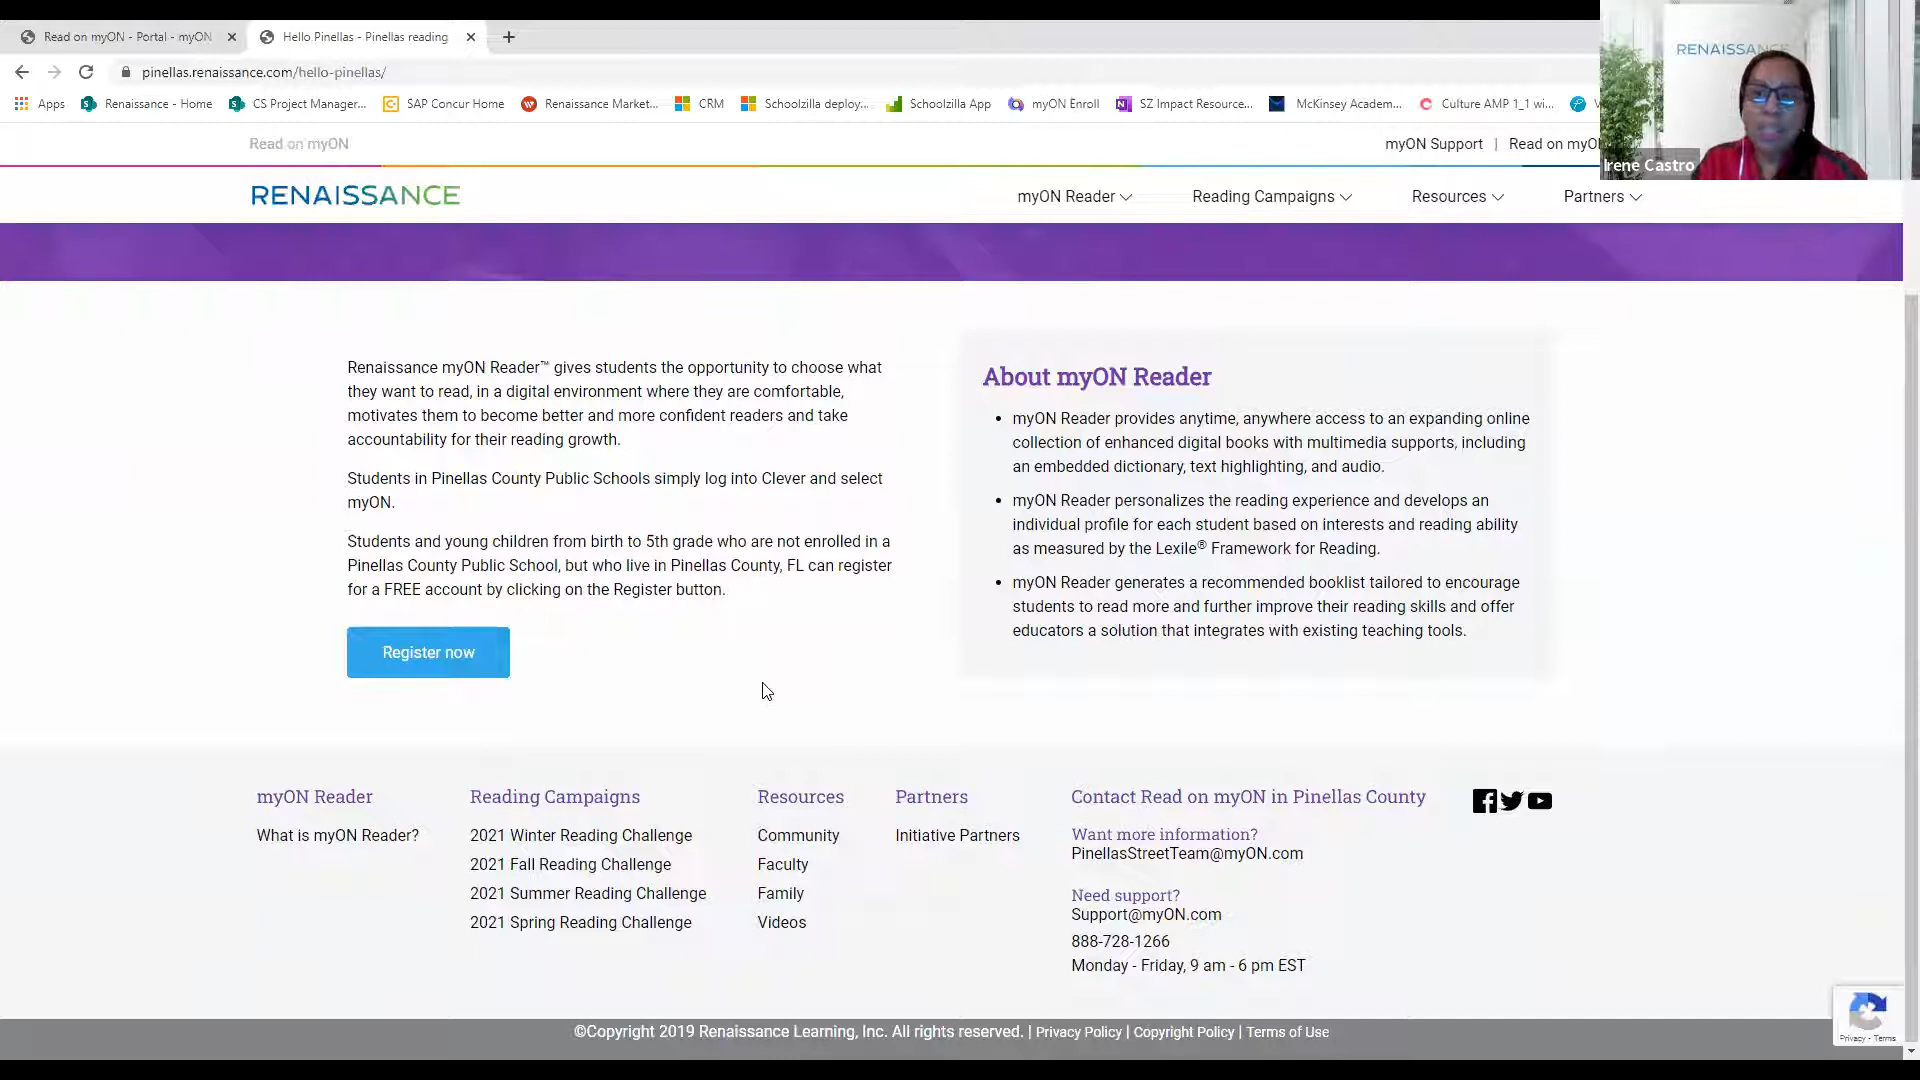 Read on myON - Portal - myON
Hello Pinellas - Pinellas reading
pinellas.renaissance.com/hello-pinellas/
Apps
Renaissance - Home
CS Project Manager...
SAP Concur Home
Renaissance Market...
CRM
Schoolzilla deploy...
Schoolzilla App
myON Enroll
SZ Impact Resource...
McKinsey Academ...
Culture AMP 1_1 wi...
RENAISSANCE
Irene Castro
Read on myON
myON Support | Read on myO
RENAISSANCE
myON Reader
Reading Campaigns
Resources
Partners
Renaissance myON Reader™ gives students the opportunity to choose what
they want to read, in a digital environment where they are comfortable,
motivates them to become better and more confident readers and take
accountability for their reading growth.
Students in Pinellas County Public Schools simply log into Clever and select
myON.
Students and young children from birth to 5th grade who are not enrolled in a
Pinellas County Public School, but who live in Pinellas County, FL can register
for a FREE account by clicking on the Register button.
Register now
About myON Reader
• myON Reader provides anytime, anywhere access to an expanding online
collection of enhanced digital books with multimedia supports, including
an embedded dictionary, text highlighting, and audio.
• myON Reader personalizes the reading experience and develops an
individual profile for each student based on interests and reading ability
as measured by the Lexile® Framework for Reading.
• myON Reader generates a recommended booklist tailored to encourage
students to read more and further improve their reading skills and offer
educators a solution that integrates with existing teaching tools.
myON Reader
What is myON Reader?
Reading Campaigns
2021 Winter Reading Challenge
2021 Fall Reading Challenge
2021 Summer Reading Challenge
2021 Spring Reading Challenge
Resources
Community
Faculty
Family
Videos
Partners
Initiative Partners
Contact Read on myON in Pinellas County
Want more information?
PinellasStreetTeam@myON.com
Need support?
Support@myON.com
888-728-1266
Monday - Friday, 9 am - 6 pm EST
©Copyright 2019 Renaissance Learning, Inc. All rights reserved. | Privacy Policy | Copyright Policy | Terms of Use
Privacy - Terms